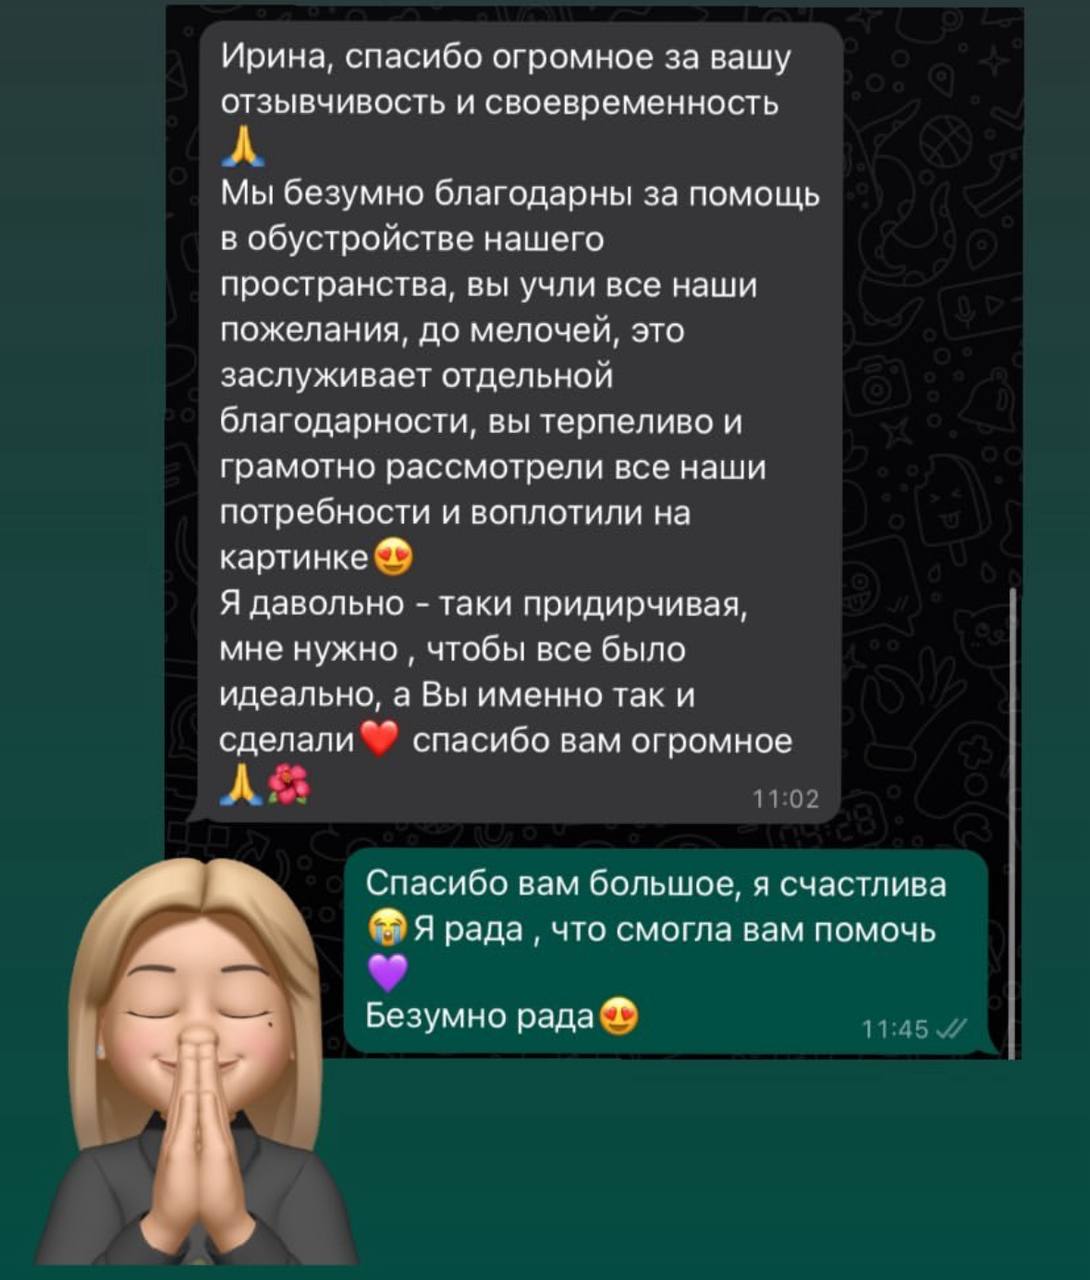 Ирина, спасибо огромное за вашу
отзывчивость и своевременность
🙏
Мы безумно благодарны за помощь
в обустройстве нашего
пространства, вы учли все наши
пожелания, до мелочей, это
заслуживает отдельной
благодарности, вы терпеливо и
грамотно рассмотрели все наши
потребности и воплотили на
картинке😍
Я давольно - таки придирчивая,
мне нужно , чтобы все было
идеально, а Вы именно так и
сделали❤️ спасибо вам огромное
🙏🌺
11:02
Спасибо вам большое, я счастлива
😭Я рада , что смогла вам помочь
💜
Безумно рада😍
11:45